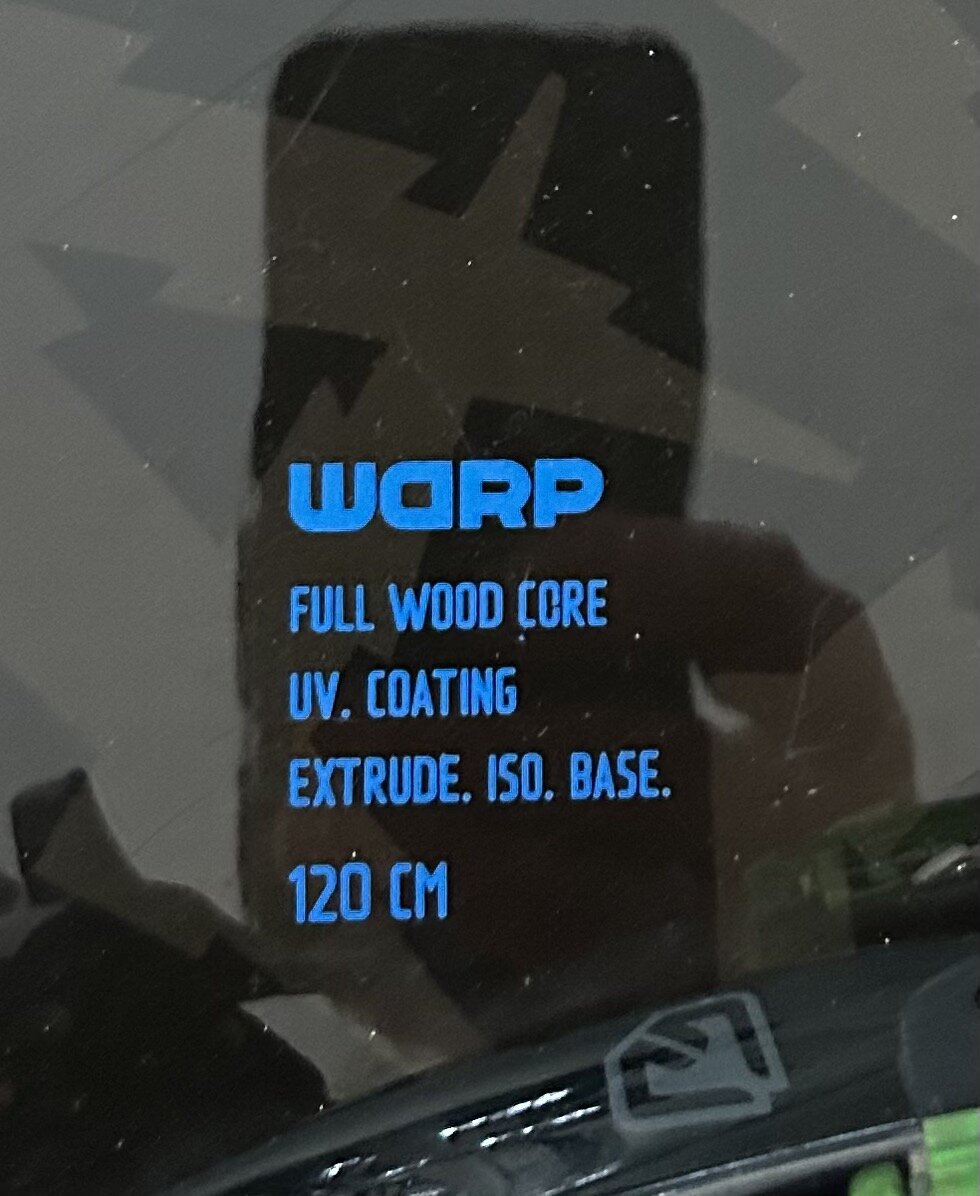 WARP
FULL WOOD CORE
UV. COATING
EXTRUDE. ISO. BASE.
120 CM